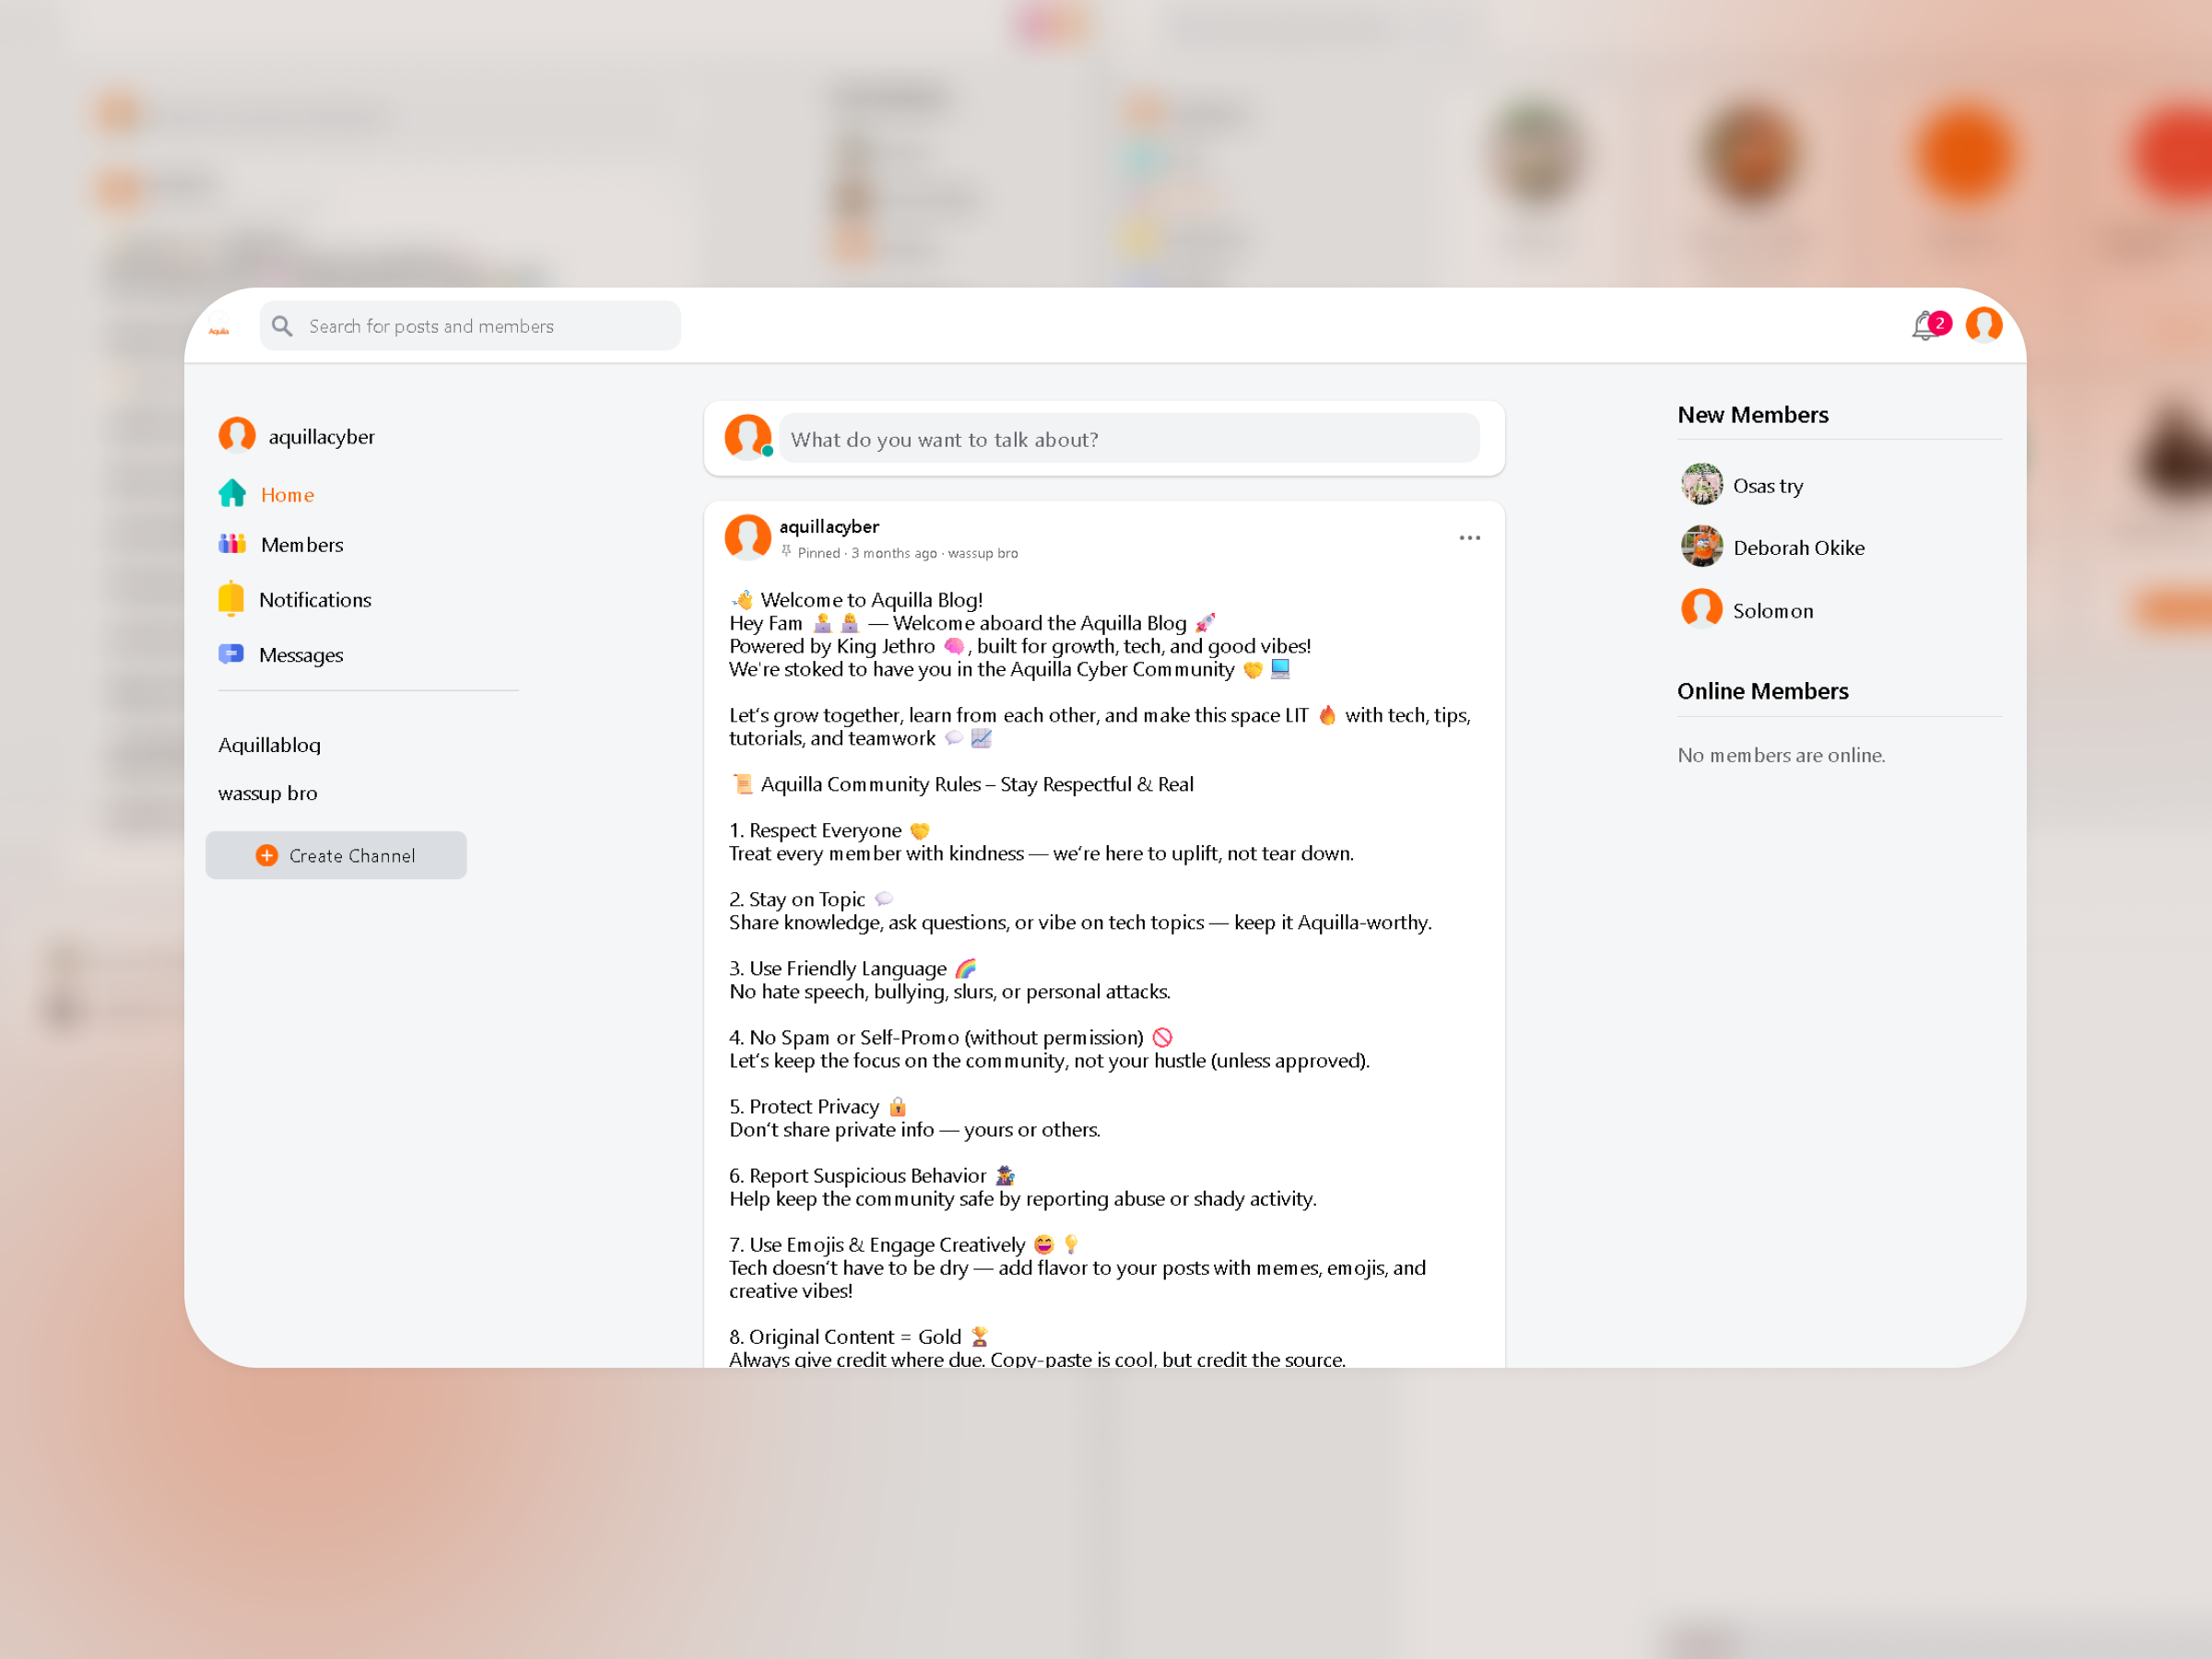 Aquilla
Search for posts and members
2
aquillacyber
Home
Members
Notifications
Messages
Aquillablog
wassup bro
Create Channel
What do you want to talk about?
aquillacyber
Pinned · 3 months ago · wassup bro
👋 Welcome to Aquilla Blog!
Hey Fam 👨‍💻 👩‍💻 — Welcome aboard the Aquilla Blog 🚀
Powered by King Jethro 🧠, built for growth, tech, and good vibes!
We're stoked to have you in the Aquilla Cyber Community 🤝 💻
Let's grow together, learn from each other, and make this space LIT 🔥 with tech, tips,
tutorials, and teamwork 💬 📈
📜 Aquilla Community Rules – Stay Respectful & Real
1. Respect Everyone 🤝
Treat every member with kindness — we're here to uplift, not tear down.
2. Stay on Topic 💬
Share knowledge, ask questions, or vibe on tech topics — keep it Aquilla-worthy.
3. Use Friendly Language 🌈
No hate speech, bullying, slurs, or personal attacks.
4. No Spam or Self-Promo (without permission) 🚫
Let's keep the focus on the community, not your hustle (unless approved).
5. Protect Privacy 🔒
Don't share private info — yours or others.
6. Report Suspicious Behavior 🕵️
Help keep the community safe by reporting abuse or shady activity.
7. Use Emojis & Engage Creatively 😄 💡
Tech doesn't have to be dry — add flavor to your posts with memes, emojis, and
creative vibes!
8. Original Content = Gold 🏆
Always give credit where due. Copy-paste is cool, but credit the source.
New Members
Osas try
Deborah Okike
Solomon
Online Members
No members are online.